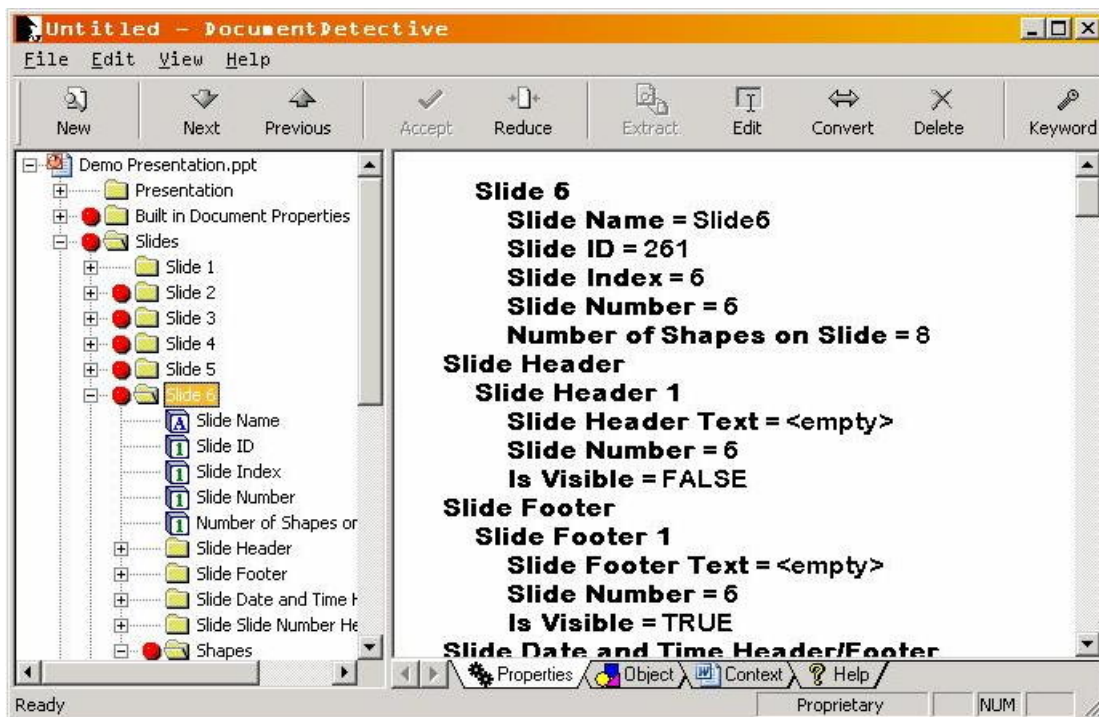 Untitled - DocumentDetective
File Edit View Help
New Next Previous Accept Reduce Extract Edit Convert Delete Keyword
Demo Presentation.ppt
Presentation
Built in Document Properties
Slides
Slide 1
Slide 2
Slide 3
Slide 4
Slide 5
Slide 6
Slide Name
Slide ID
Slide Index
Slide Number
Number of Shapes or
Slide Header
Slide Footer
Slide Date and Time H
Slide Slide Number He
Shapes
Slide 6
Slide Name = Slide6
Slide ID = 261
Slide Index = 6
Slide Number = 6
Number of Shapes on Slide = 8
Slide Header
Slide Header 1
Slide Header Text = <empty>
Slide Number = 6
Is Visible = FALSE
Slide Footer
Slide Footer 1
Slide Footer Text = <empty>
Slide Number = 6
Is Visible = TRUE
Slide Date and Time Header/Footer
Properties Object Context Help
Ready Proprietary NUM